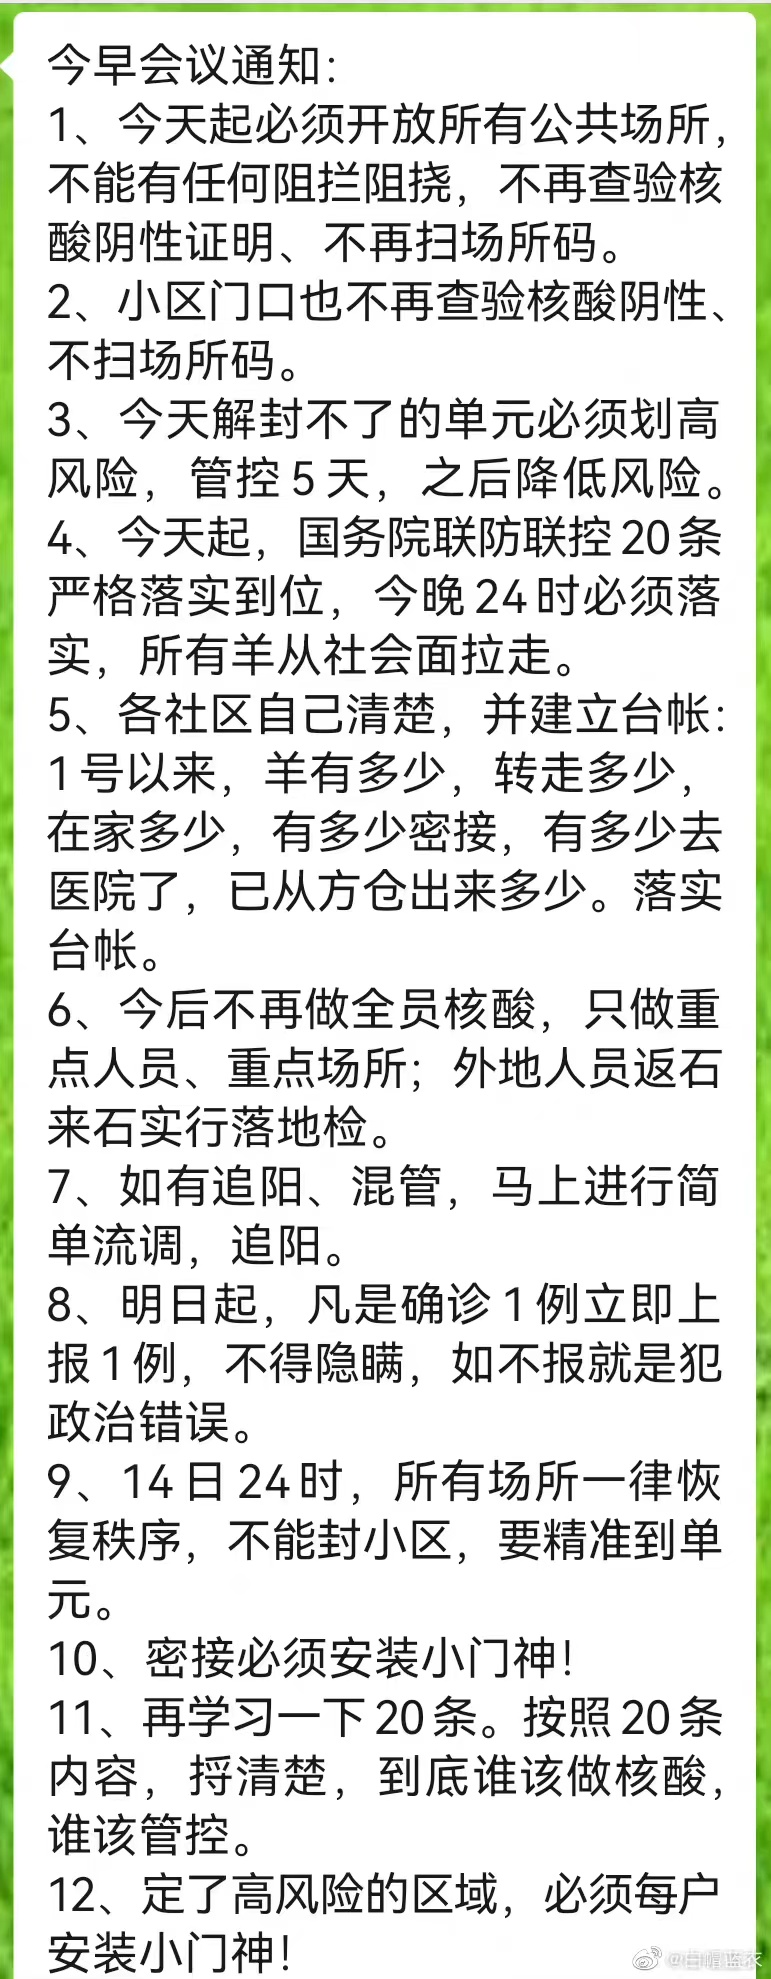 今早会议通知：
1、今天起必须开放所有公共场所，
不能有任何阻拦阻挠，不再查验核
酸阴性证明、不再扫场所码。
2、小区门口也不再查验核酸阴性、
不扫场所码。
3、今天解封不了的单元必须划高
风险，管控5天，之后降低风险。
4、今天起，国务院联防联控20条
严格落实到位，今晚24时必须落
实，所有羊从社会面拉走。
5、各社区自己清楚，并建立台帐：
1号以来，羊有多少，转走多少，
在家多少，有多少密接，有多少去
医院了，已从方仓出来多少。落实
台帐。
6、今后不再做全员核酸，只做重
点人员、重点场所；外地人员返石
来石实行落地检。
7、如有追阳、混管，马上进行简
单流调，追阳。
8、明日起，凡是确诊1例立即上
报1例，不得隐瞒，如不报就是犯
政治错误。
9、14日24时，所有场所一律恢
复秩序，不能封小区，要精准到单
元。
10、密接必须安装小门神！
11、再学习一下20条。按照20条
内容，捋清楚，到底谁该做核酸，
谁该管控。
12、定了高风险的区域，必须每户
安装小门神！
@白帽蓝衣